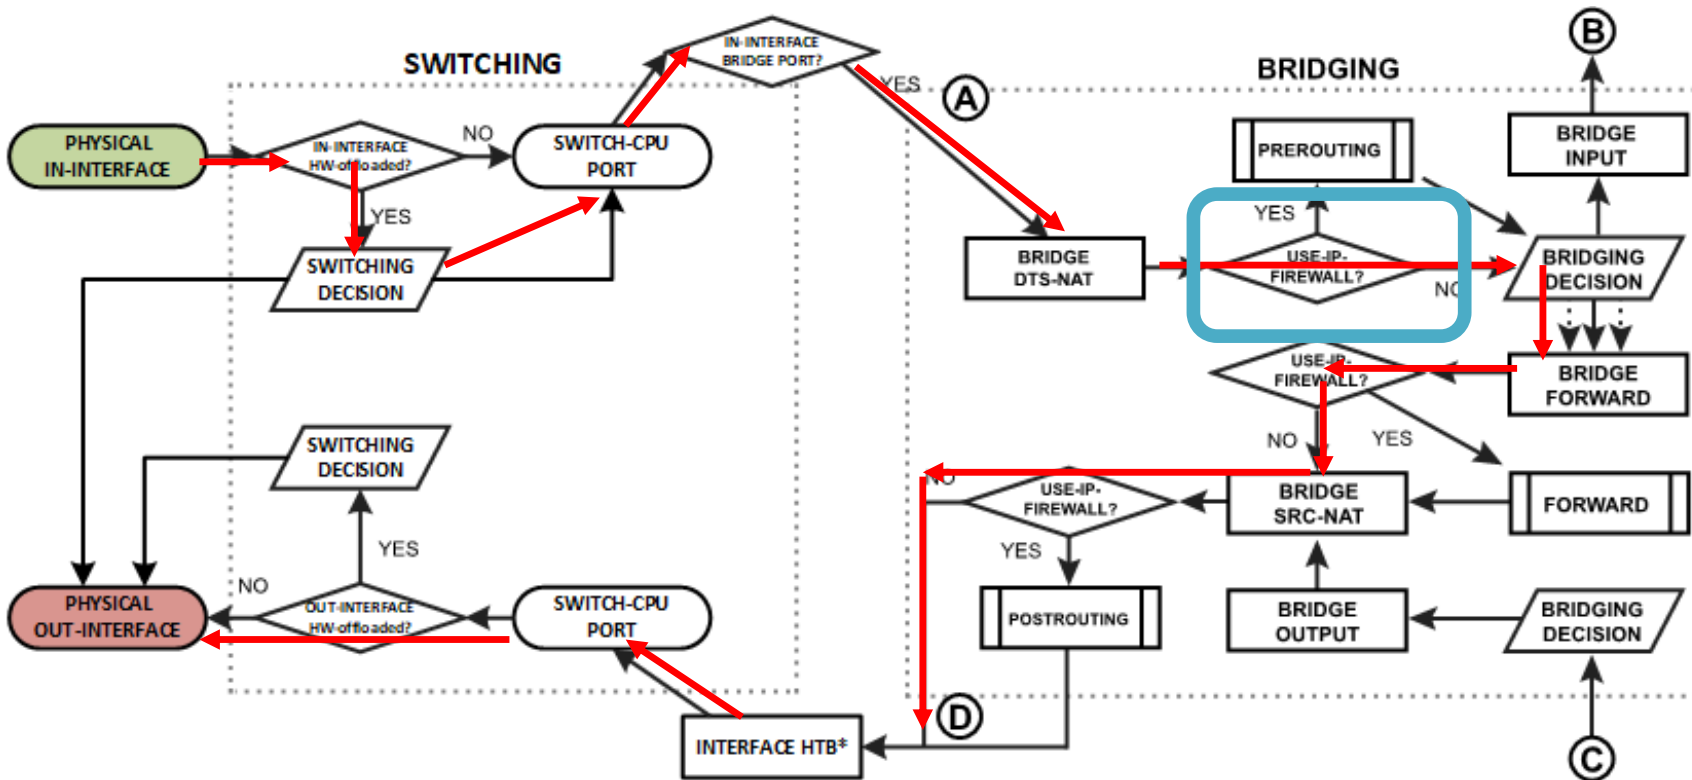 SWITCHING
IN-INTERFACE
BRIDGE PORT?
YES
A
BRIDGING
B
PHYSICAL
IN-INTERFACE
IN-INTERFACE
HW-offloaded?
NO
SWITCH-CPU
PORT
PREROUTING
BRIDGE
INPUT
YES
YES
SWITCHING
DECISION
BRIDGE
DTS-NAT
USE-IP-
FIREWALL?
NO
BRIDGING
DECISION
USE-IP-
FIREWALL?
BRIDGE
FORWARD
NO
YES
SWITCHING
DECISION
NO
USE-IP-
FIREWALL?
BRIDGE
SRC-NAT
FORWARD
YES
YES
NO
PHYSICAL
OUT-INTERFACE
OUT-INTERFACE
HW-offloaded?
SWITCH-CPU
PORT
POSTROUTING
BRIDGE
OUTPUT
BRIDGING
DECISION
D
INTERFACE HTB*
C